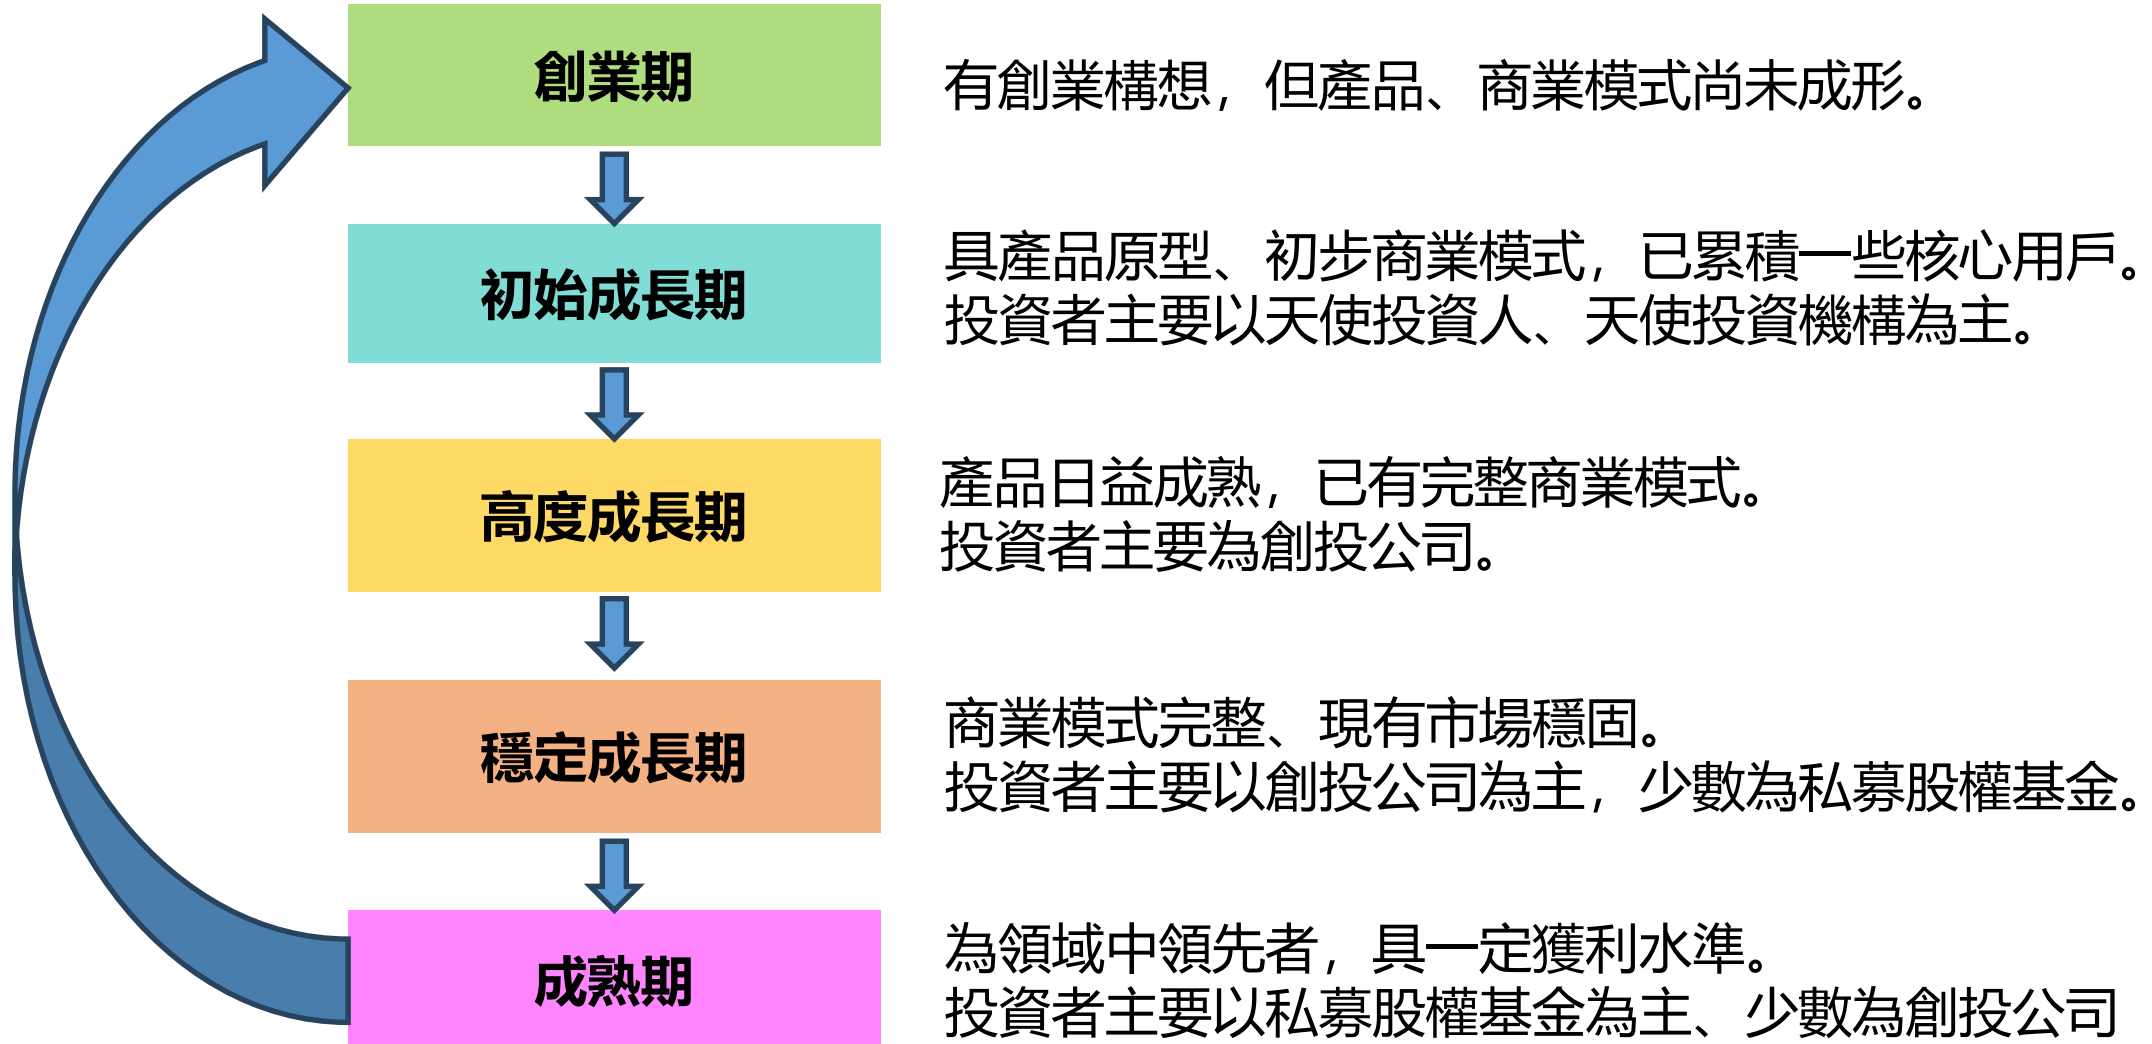 創業期
有創業構想，但產品、商業模式尚未成形。
初始成長期
具產品原型、初步商業模式，已累積一些核心用戶。
投資者主要以天使投資人、天使投資機構為主。
高度成長期
產品日益成熟，已有完整商業模式。
投資者主要為創投公司。
穩定成長期
商業模式完整、現有市場穩固。
投資者主要以創投公司為主，少數為私募股權基金。
成熟期
為領域中領先者，具一定獲利水準。
投資者主要以私募股權基金為主、少數為創投公司